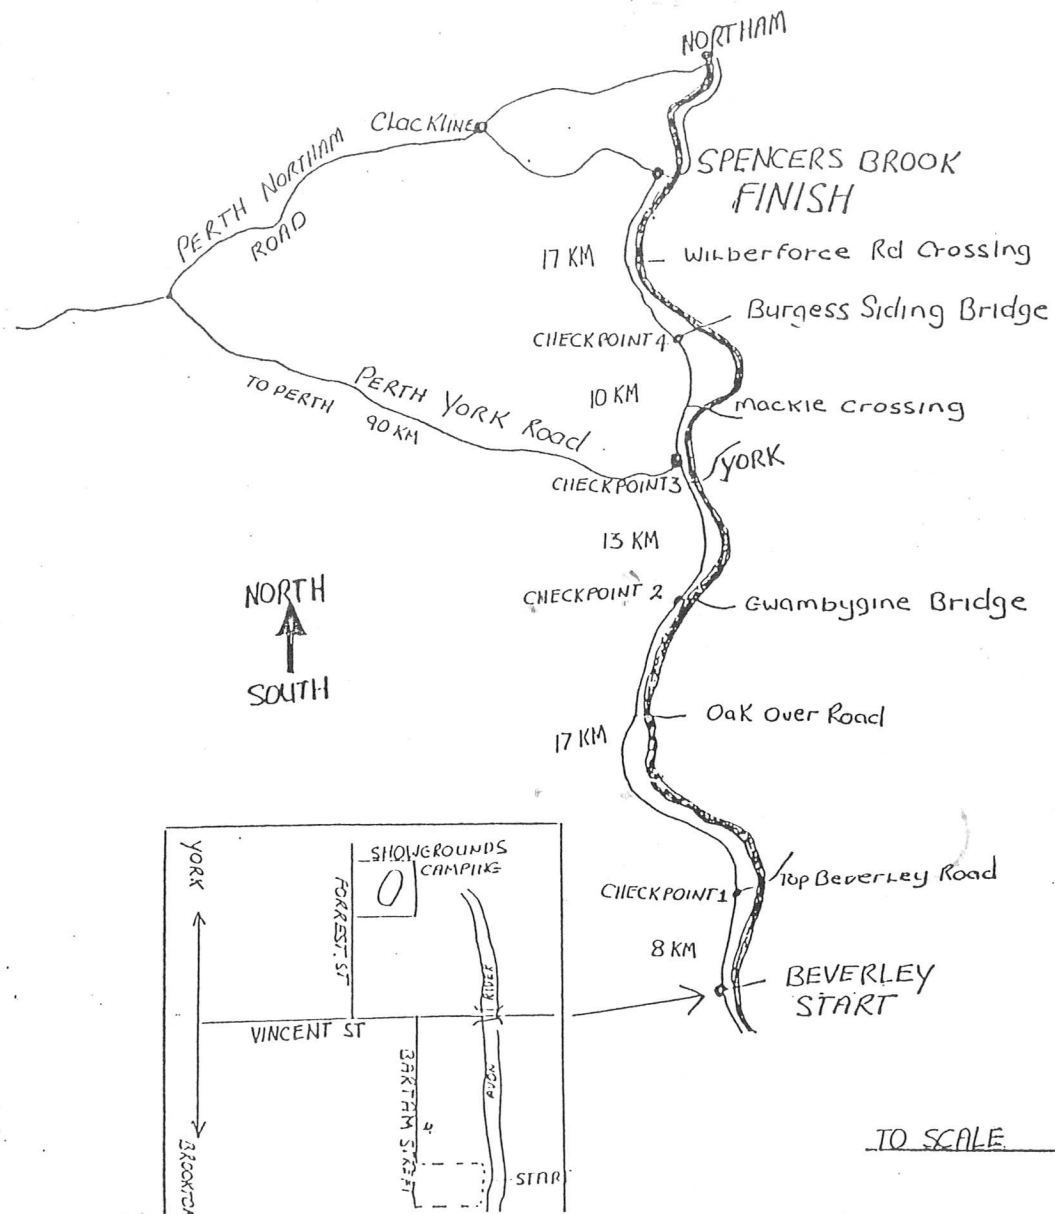 NORTHAM
CLACKLINE
PERTH NORTHAM
ROAD
SPENCERS BROOK
FINISH
17 KM
Wilberforce Rd Crossing
Burgess Siding Bridge
CHECKPOINT 4
TO PERTH
90 KM
PERTH YORK Road
10 KM
Mackie Crossing
YORK
CHECKPOINT 3
13 KM
NORTH
SOUTH
CHECKPOINT 2
Gwambygine Bridge
Oak Over Road
17 KM
Top Beverley Road
CHECKPOINT 1
8 KM
BEVERLEY
START
YORK
SHOWGROUNDS
CAMPING
FORREST. ST
RIVER
VINCENT ST
BARTRAM STREET
AVON
STAR
TO SCALE